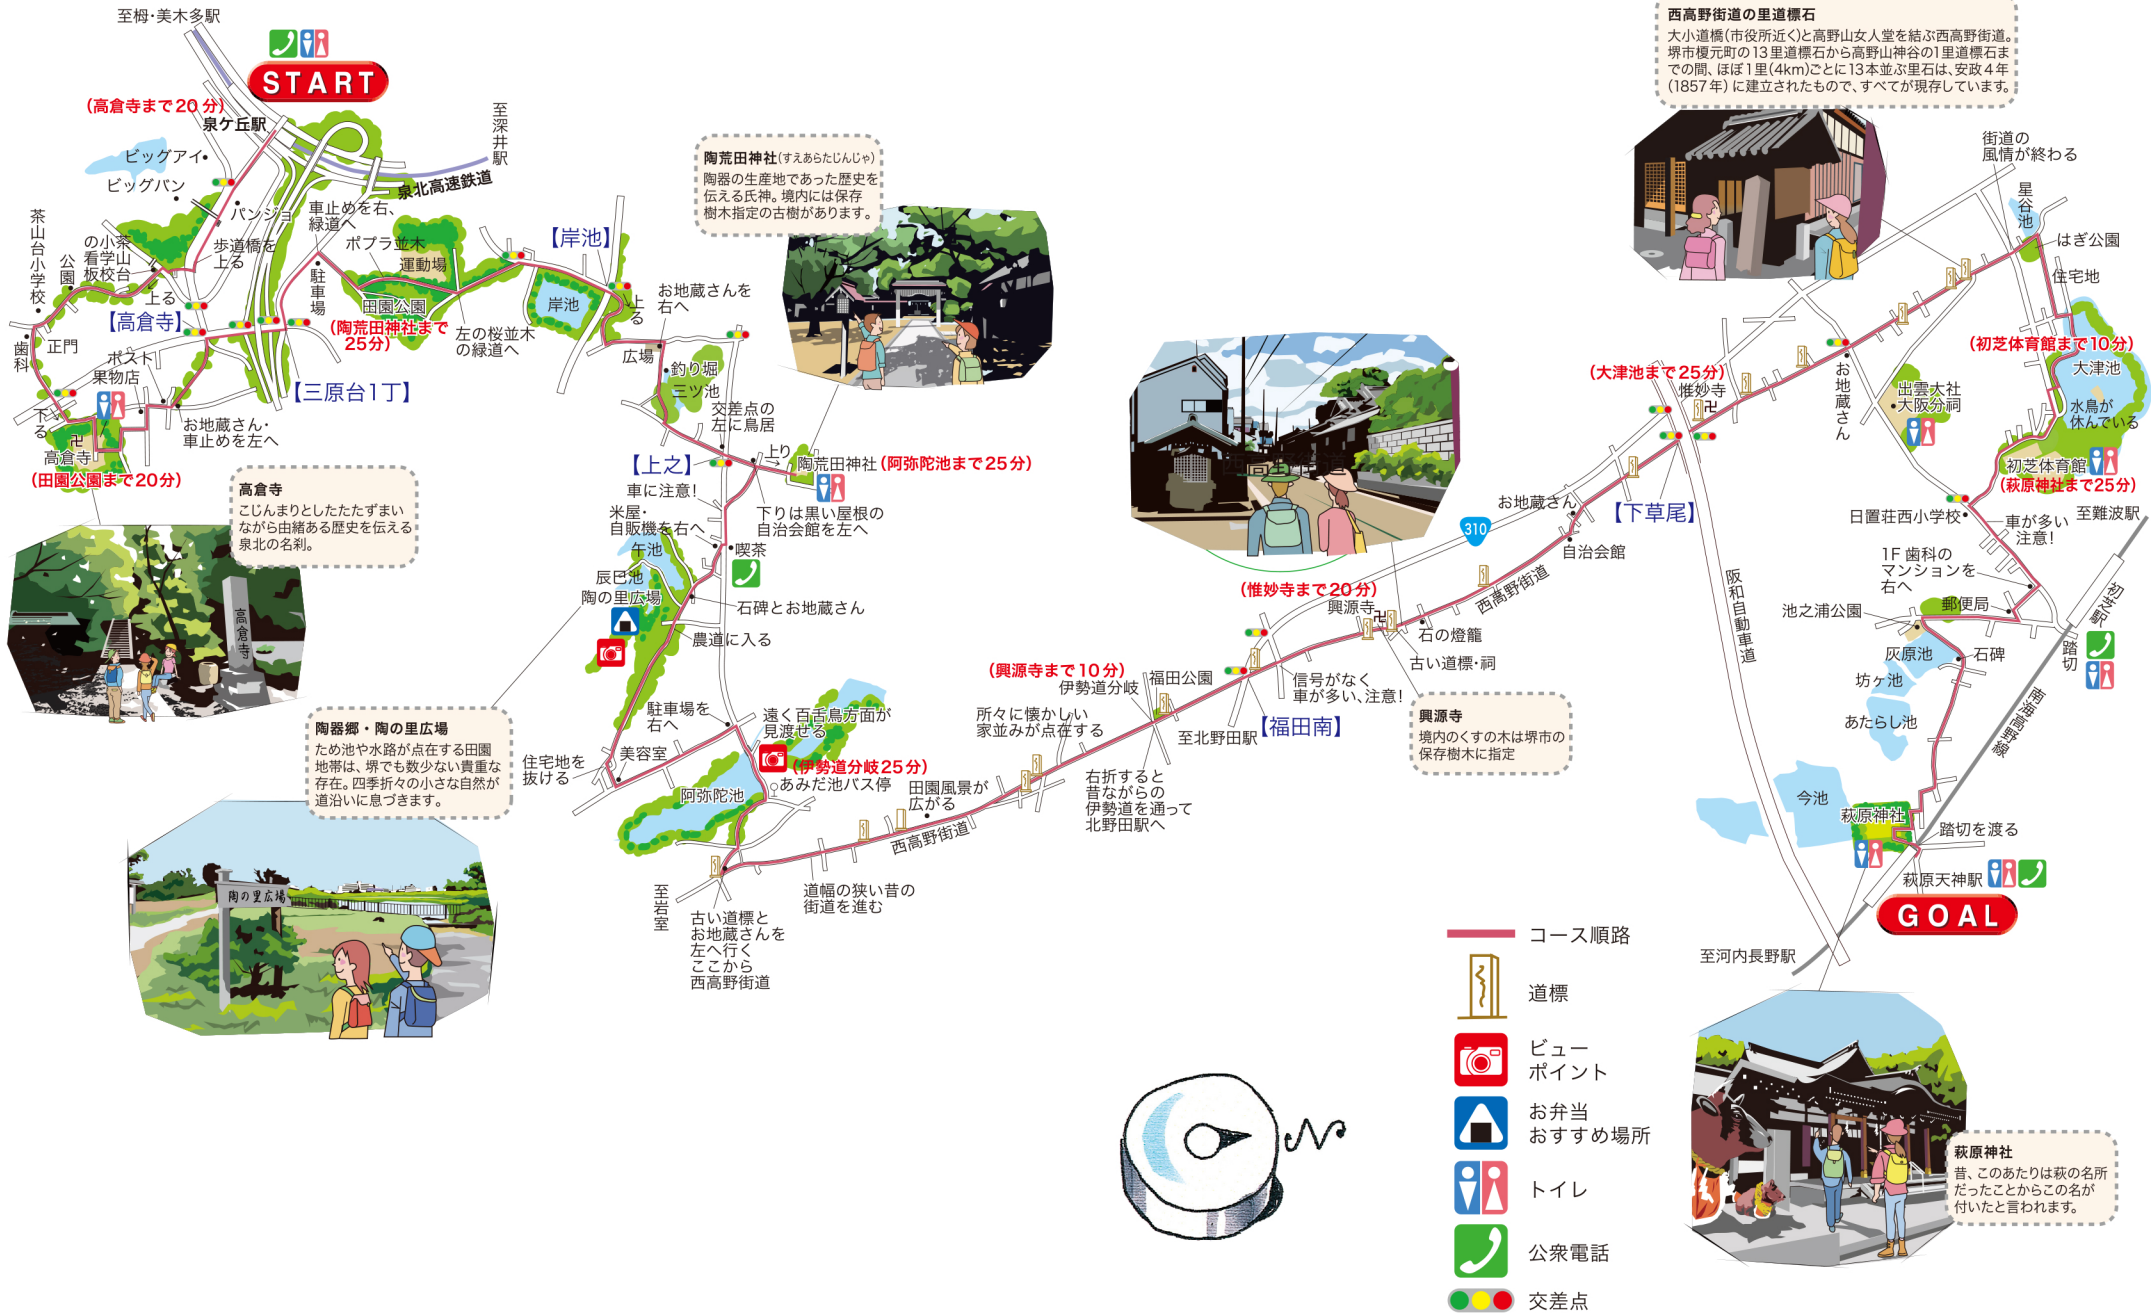 至栂・美木多駅
START
(高倉寺まで20分)
泉ケ丘駅
至深井駅
ビッグアイ
ビッグバン
泉北高速鉄道
パンジョ
車止めを右、
緑道へ
歩道橋を
上る
ポプラ並木
運動場
茶山台小学校
公園
茶山台
小学校
の看板
上る
【高倉寺】
駐車場
田園公園
(陶荒田神社まで
25分)
左の桜並木
の緑道へ
正門
歯科
ポスト
果物店
【三原台1丁】
下る
お地蔵さん・
車止めを左へ
高倉寺
(田園公園まで20分)
高倉寺
こじんまりとしたたたずまい
ながら由緒ある歴史を伝える
泉北の名刹。
高倉寺
【岸池】
岸池
上る
お地蔵さんを
右へ
広場
釣り堀
三ツ池
交差点の
左に鳥居
陶荒田神社(すえあらたじんじゃ)
陶器の生産地であった歴史を
伝える氏神。境内には保存
樹木指定の古樹があります。
【上之】
上り
陶荒田神社
(阿弥陀池まで25分)
車に注意!
下りは黒い屋根の
自治会館を左へ
米屋・
自販機を右へ
喫茶
午池
辰巳池
陶の里広場
石碑とお地蔵さん
農道に入る
陶器郷・陶の里広場
ため池や水路が点在する田園
地帯は、堺でも数少ない貴重な
存在。四季折々の小さな自然が
道沿いに息づきます。
陶の里広場
駐車場を
右へ
遠く百舌鳥方面が
見渡せる
住宅地を
抜ける
美容室
(伊勢道分岐25分)
あみだ池バス停
阿弥陀池
田園風景が
広がる
西高野街道
至岩室
古い道標と
お地蔵さんを
左へ行く
ここから
西高野街道
道幅の狭い昔の
街道を進む
所々に懐かしい
家並みが点在する
(興源寺まで10分)
伊勢道分岐
福田公園
右折すると
昔ながらの
伊勢道を通って
北野田駅へ
至北野田駅
【福田南】
信号がなく
車が多い、注意!
(惟妙寺まで20分)
興源寺
石の燈籠
古い道標・祠
興源寺
境内のくすの木は堺市の
保存樹木に指定
西高野街道
310
西高野街道
お地蔵さん
自治会館
【下草尾】
(大津池まで25分)
惟妙寺
阪和自動車道
西高野街道の里道標石
大小道橋(市役所近く)と高野山女人堂を結ぶ西高野街道。
堺市榎元町の13里道標石から高野山神谷の1里道標石ま
での間、ほぼ1里(4km)ごとに13本並ぶ里石は、安政4年
(1857年)に建立されたもので、すべてが現存しています。
街道の
風情が終わる
星谷池
はぎ公園
住宅地
(初芝体育館まで10分)
大津池
水鳥が
休んでいる
お地蔵さん
出雲大社
大阪分祠
初芝体育館
(萩原神社まで25分)
日置荘西小学校
車が多い
注意!
至難波駅
1F歯科の
マンションを
右へ
初芝駅
池之浦公園
郵便局
踏切
灰原池
石碑
坊ヶ池
あたらし池
南海高野線
今池
萩原神社
踏切を渡る
萩原天神駅
GOAL
至河内長野駅
萩原神社
昔、このあたりは萩の名所
だったことからこの名が
付いたと言われます。
N
コース順路
道標
ビュー
ポイント
お弁当
おすすめ場所
トイレ
公衆電話
交差点